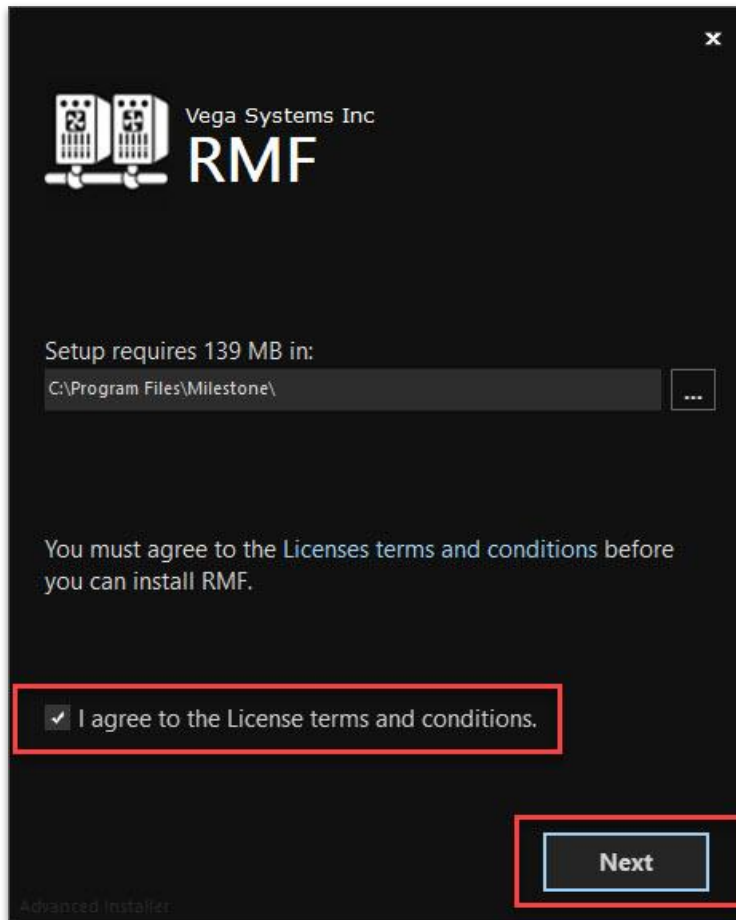 Vega Systems Inc
RMF
Setup requires 139 MB in:
C:\Program Files\Milestone\
...
You must agree to the Licenses terms and conditions before
you can install RMF.
I agree to the License terms and conditions.
Next
Advanced Installer